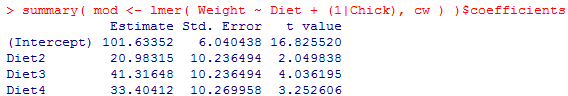 > summary( mod <- lmer( Weight ~ Diet + (1|Chick), cw ) )$coefficients
Estimate Std. Error t value
(Intercept) 101.63352 6.040438 16.825520
Diet2 20.98315 10.236494 2.049838
Diet3 41.31648 10.236494 4.036195
Diet4 33.40412 10.269958 3.252606